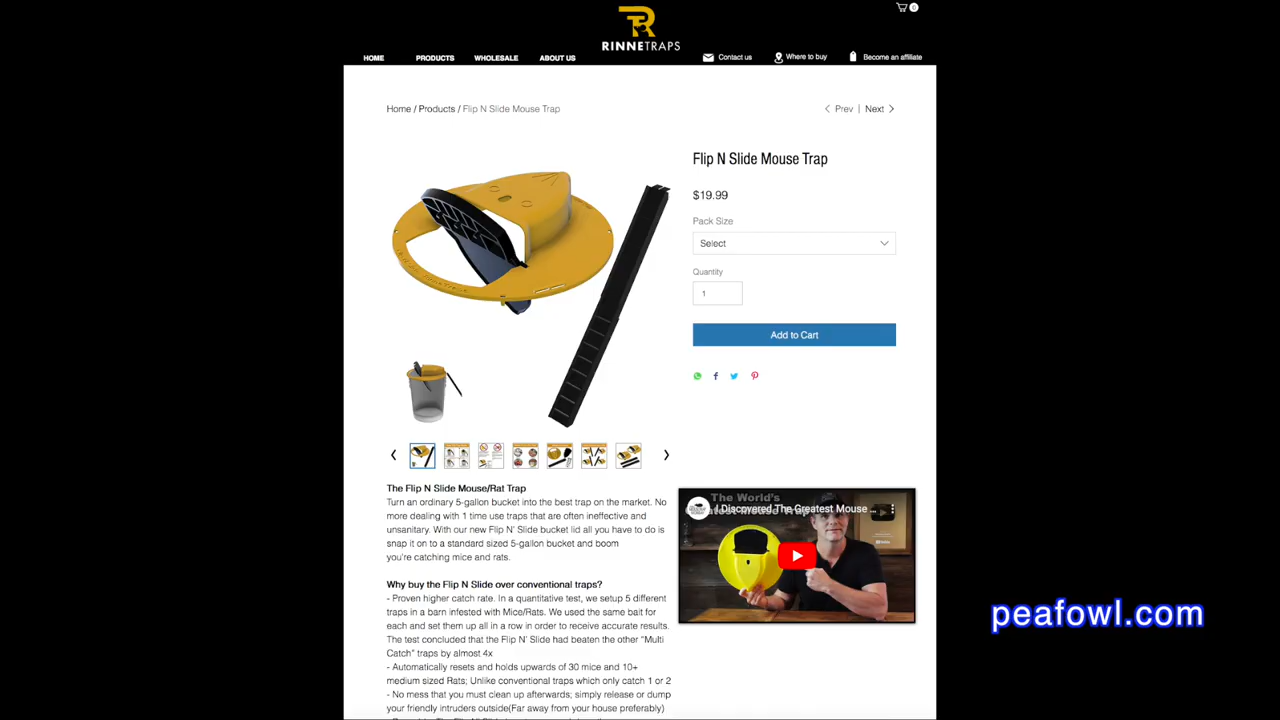 RINNETRAPS
0
HOME
PRODUCTS
WHOLESALE
ABOUT US
Contact us
Where to buy
Become an affiliate
Home / Products / Flip N Slide Mouse Trap
Prev | Next
Flip N Slide Mouse Trap
$19.99
Pack Size
Select
Quantity
1
Add to Cart
The Flip N Slide Mouse/Rat Trap
Turn an ordinary 5-gallon bucket into the best trap on the market. No
more dealing with 1 time use traps that are often ineffective and
unsanitary. With our new Flip N' Slide bucket lid all you have to do is
snap it on to a standard sized 5-gallon bucket and boom
you're catching mice and rats.
Why buy the Flip N Slide over conventional traps?
- Proven higher catch rate. In a quantitative test, we setup 5 different
traps in a barn infested with Mice/Rats. We used the same bait for
each and set them up all in a row in order to receive accurate results.
The test concluded that the Flip N' Slide had beaten the other "Multi
Catch" traps by almost 4x
- Automatically resets and holds upwards of 30 mice and 10+
medium sized Rats; Unlike conventional traps which only catch 1 or 2
- No mess that you must clean up afterwards; simply release or dump
your friendly intruders outside(Far away from your house preferably)
The World's
I Discovered The Greatest Mouse ...
Greatest Mouse Trap
peafowl.com